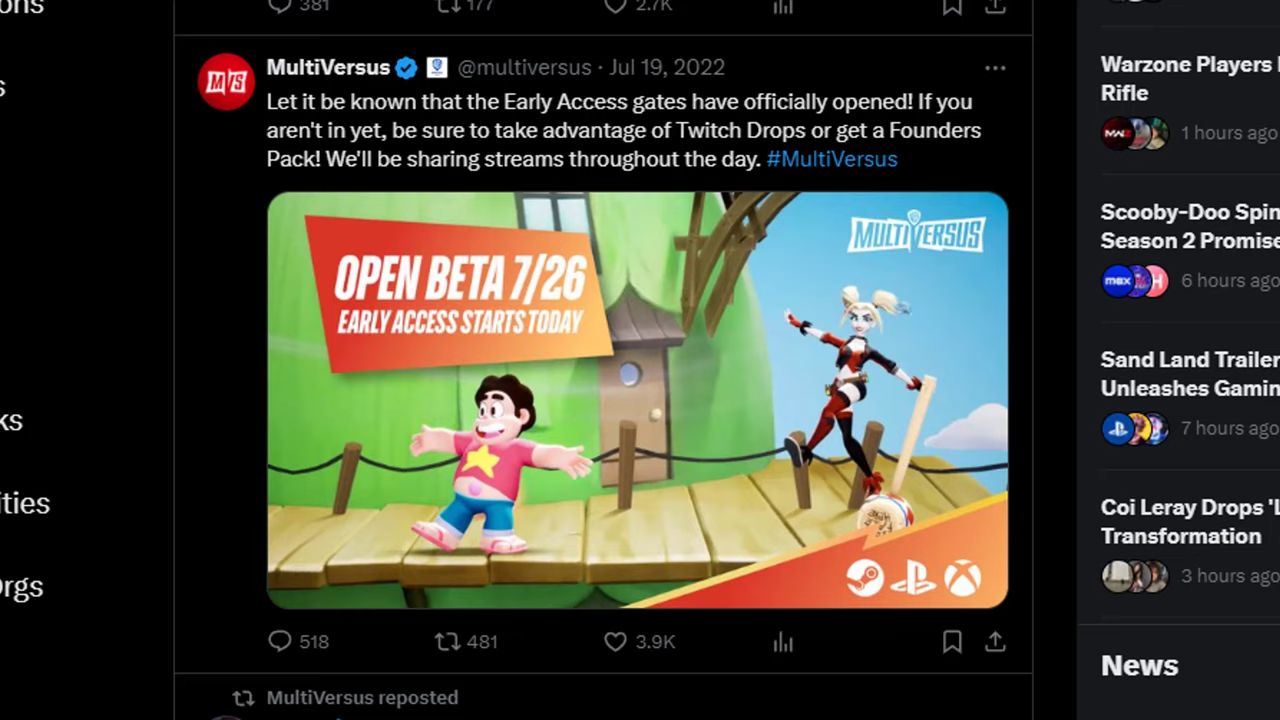 ons
381
177
2.7K
s
MultiVersus @multiversus · Jul 19, 2022
Let it be known that the Early Access gates have officially opened! If you
aren't in yet, be sure to take advantage of Twitch Drops or get a Founders
Pack! We'll be sharing streams throughout the day. #MultiVersus
OPEN BETA 7/26
EARLY ACCESS STARTS TODAY
MULTIVERSUS
518
481
3.9K
MultiVersus reposted
ks
ities
Orgs
Warzone Players
Rifle
1 hours ago
Scooby-Doo Spin
Season 2 Promise
6 hours ago
Sand Land Trailer
Unleashes Gamin
7 hours ago
Coi Leray Drops 'L
Transformation
3 hours ago
News